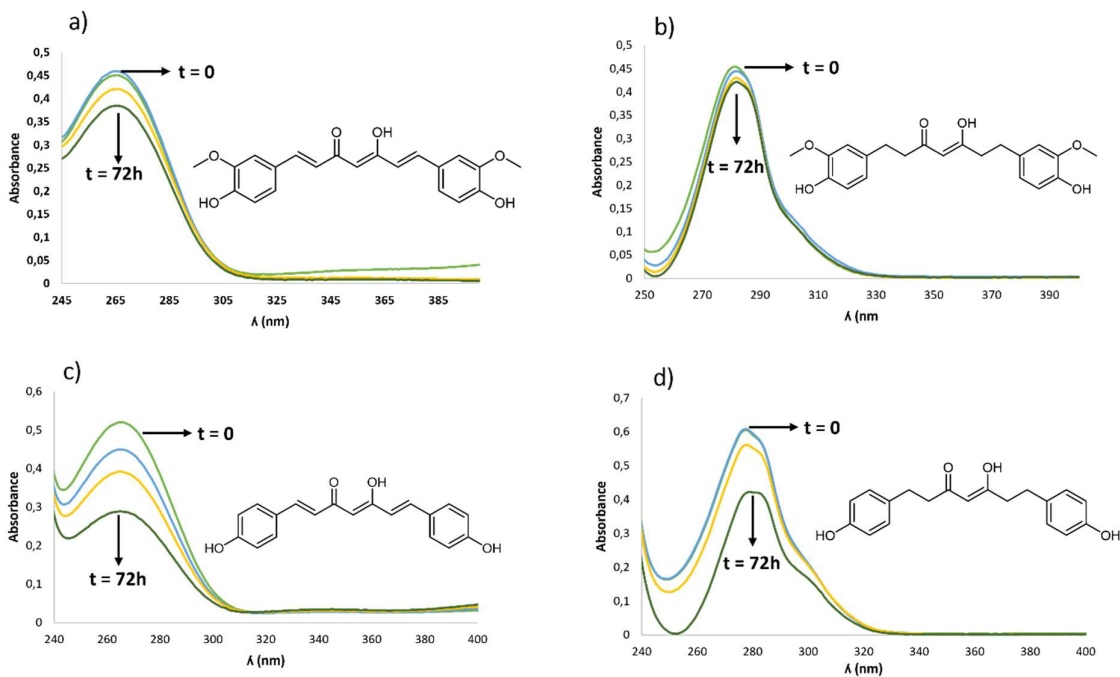 a)
0,5
0,45
0,4
0,35
0,3
0,25
0,2
0,15
0,1
0,05
0
Absorbance
t = 0
t = 72h
O
OH
O
HO
O
OH
245 265 285 305 325 345 365 385
λ (nm)
b)
0,5
0,45
0,4
0,35
0,3
0,25
0,2
0,15
0,1
0,05
0
Absorbance
t = 0
t = 72h
O
OH
O
HO
O
OH
250 270 290 310 330 350 370 390
λ (nm
c)
0,6
0,5
0,4
0,3
0,2
0,1
0
Absorbance
t = 0
t = 72h
O
OH
HO
OH
240 260 280 300 320 340 360 380 400
λ (nm)
d)
0,7
0,6
0,5
0,4
0,3
0,2
0,1
0
Absorbance
t = 0
t = 72h
O
OH
HO
OH
240 260 280 300 320 340 360 380 400
λ (nm)